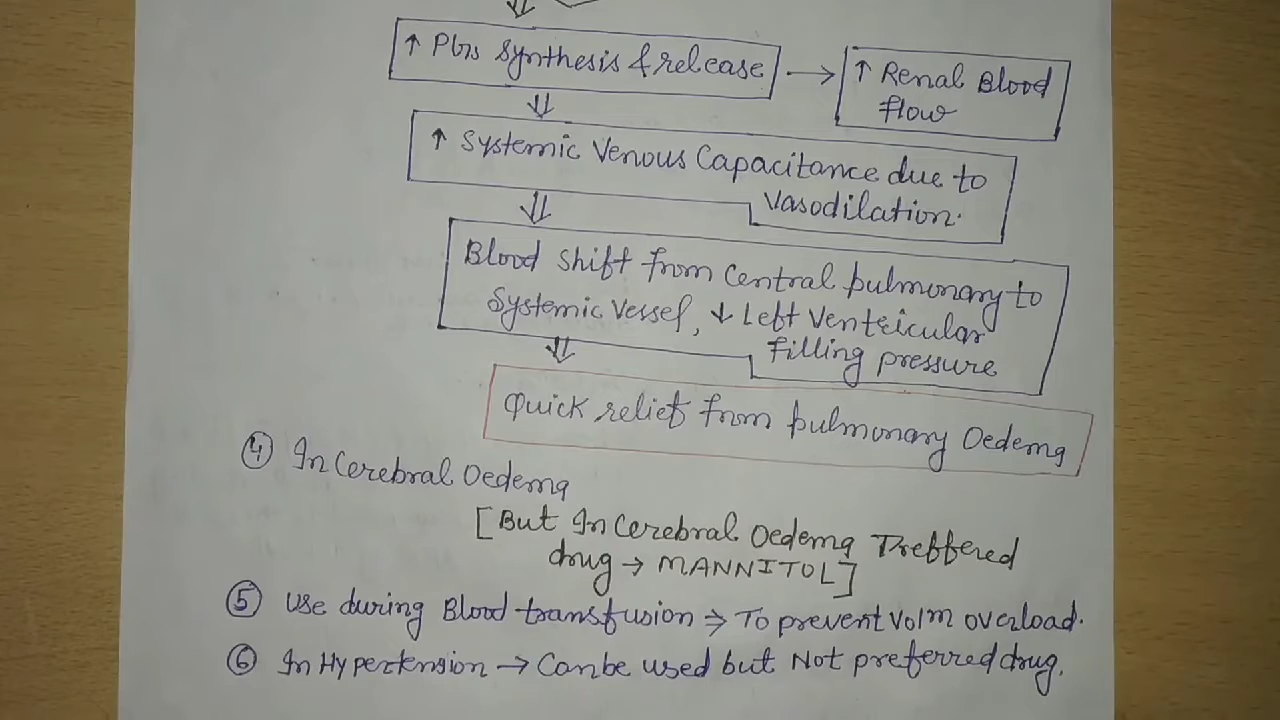 ↑ PGs Synthesis & release → ↑ Renal Blood
flow
↑ Systemic Venous Capacitance due to
Vasodilation.
Blood shift from Central pulmonary to
Systemic Vessel, ↓ Left Ventricular
Filling pressure
Quick relief from pulmonary Oedema
④ In Cerebral Oedema
[But In Cerebral Oedema Preffered
drug → MANNITOL]
⑤ Use during Blood transfusion ⇒ To prevent Volm overload.
⑥ In Hypertension → Can be used but Not preferred drug.